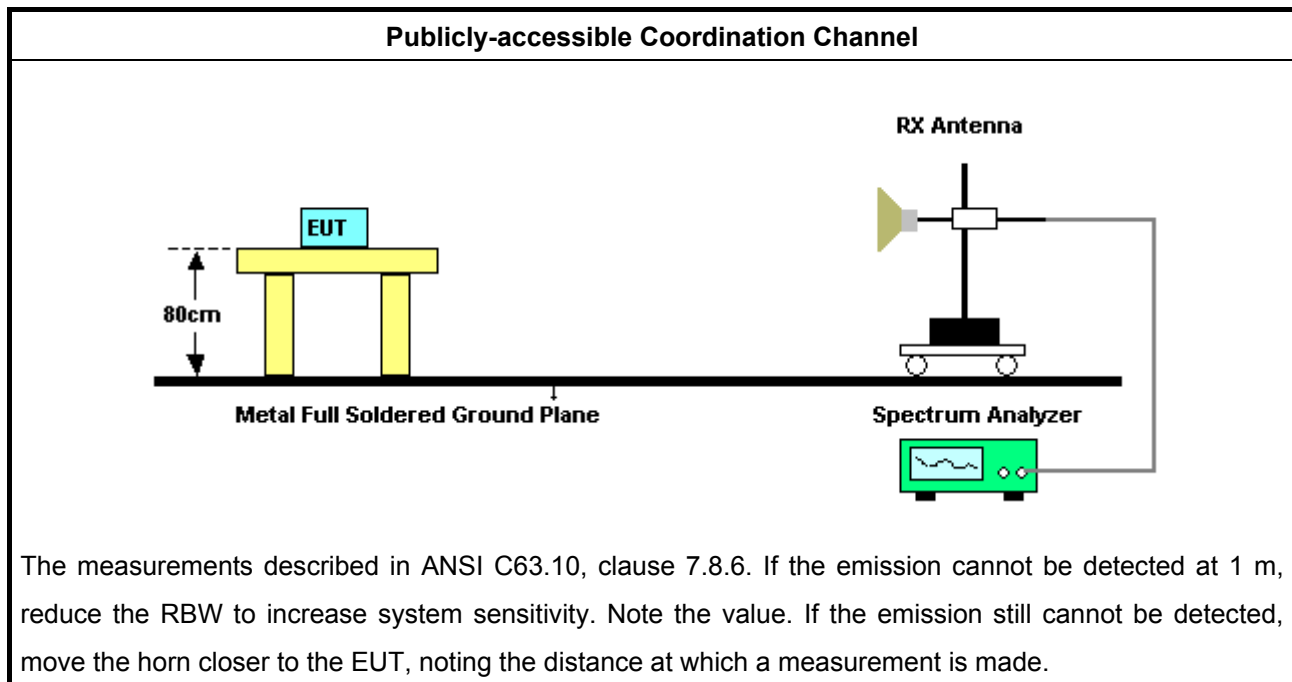 Publicly-accessible Coordination Channel
RX Antenna
EUT
80cm
Metal Full Soldered Ground Plane
Spectrum Analyzer
The measurements described in ANSI C63.10, clause 7.8.6. If the emission cannot be detected at 1 m,
reduce the RBW to increase system sensitivity. Note the value. If the emission still cannot be detected,
move the horn closer to the EUT, noting the distance at which a measurement is made.